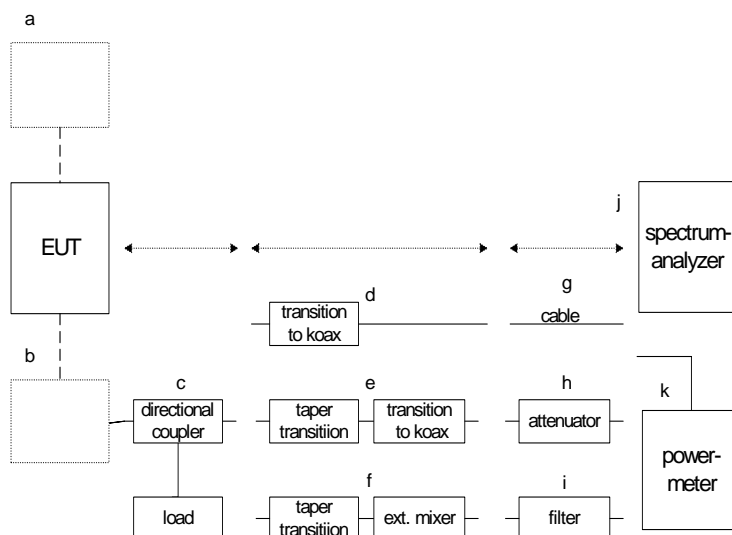 a
EUT
j
spectrum-
analyzer
d
transition
to koax
g
cable
b
c
directional
coupler
e
taper
transitiion
transition
to koax
h
attenuator
k
power-
meter
load
f
taper
transitiion
ext. mixer
i
filter